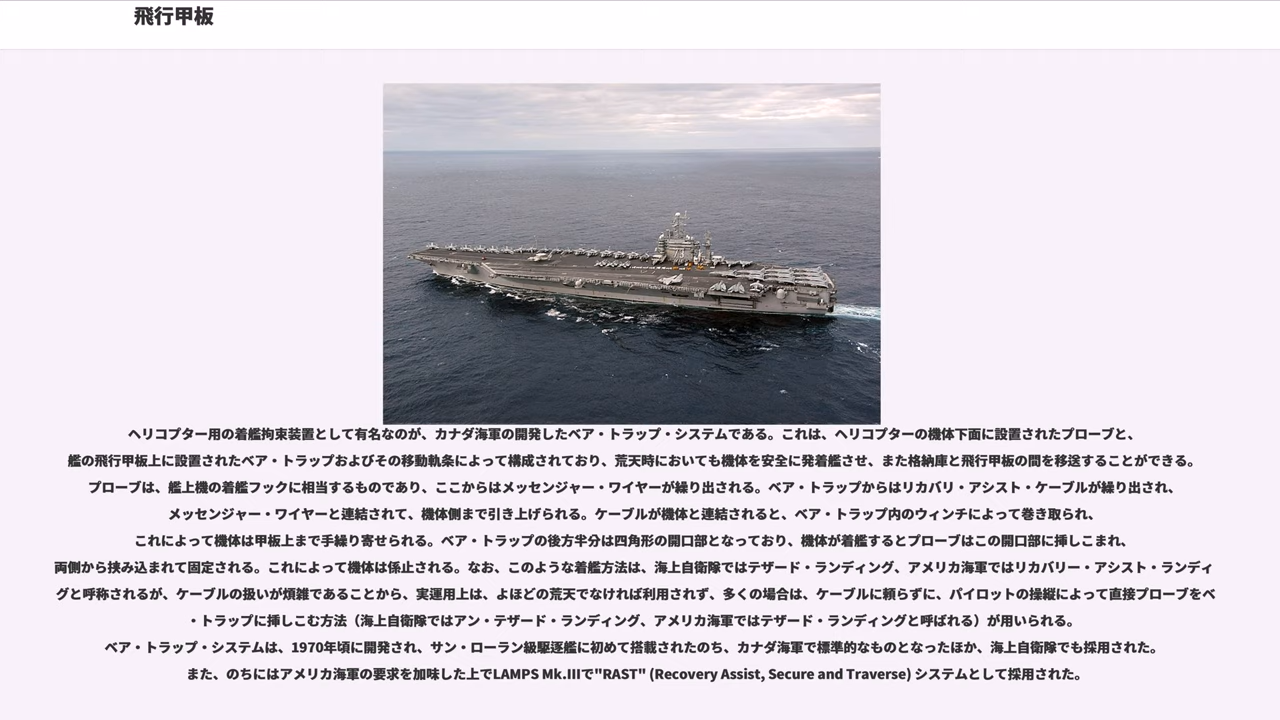 飛行甲板
ヘリコプター用の着艦拘束装置として有名なのが、カナダ海軍の開発したベア・トラップ・システムである。これは、ヘリコプターの機体下面に設置されたプローブと、
艦の飛行甲板上に設置されたベア・トラップおよびその移動軌条によって構成されており、荒天時においても機体を安全に発着艦させ、また格納庫と飛行甲板の間を移送することができる。
プローブは、艦上機の着艦フックに相当するものであり、ここからはメッセンジャー・ワイヤーが繰り出される。ベア・トラップからはリカバリ・アシスト・ケーブルが繰り出され、
メッセンジャー・ワイヤーと連結されて、機体側まで引き上げられる。ケーブルが機体と連結されると、ベア・トラップ内のウィンチによって巻き取られ、
これによって機体は甲板上まで手繰り寄せられる。ベア・トラップの後方半分は四角形の開口部となっており、機体が着艦するとプローブはこの開口部に挿しこまれ、
両側から挟み込まれて固定される。これによって機体は係止される。なお、このような着艦方法は、海上自衛隊ではテザード・ランディング、アメリカ海軍ではリカバリー・アシスト・ランディ
グと呼称されるが、ケーブルの扱いが煩雑であることから、実運用上は、よほどの荒天でなければ利用されず、多くの場合は、ケーブルに頼らずに、パイロットの操縦によって直接プローブをベ
・トラップに挿しこむ方法（海上自衛隊ではアン・テザード・ランディング、アメリカ海軍ではテザード・ランディングと呼ばれる）が用いられる。
ベア・トラップ・システムは、1970年頃に開発され、サン・ローラン級駆逐艦に初めて搭載されたのち、カナダ海軍で標準的なものとなったほか、海上自衛隊でも採用された。
また、のちにはアメリカ海軍の要求を加味した上でLAMPS Mk.IIIで"RAST" (Recovery Assist, Secure and Traverse) システムとして採用された。